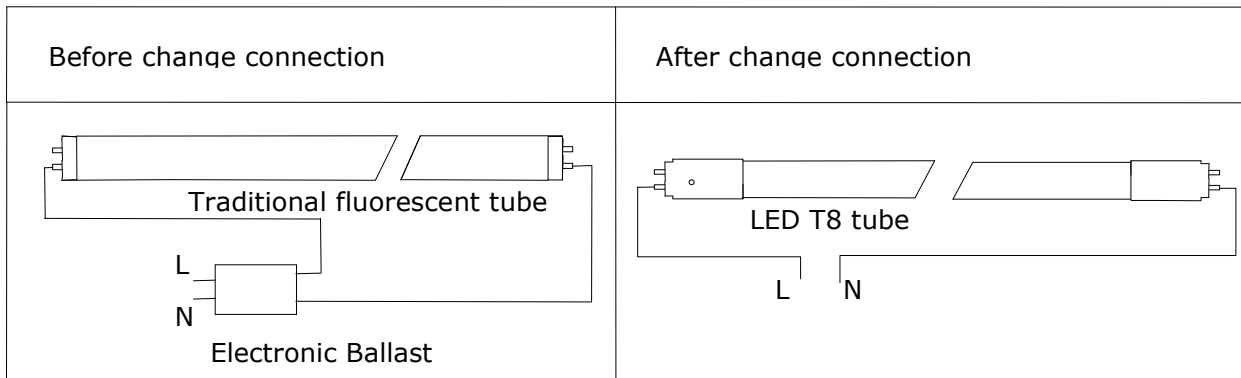 Before change connection
After change connection
Traditional fluorescent tube
L
N
Electronic Ballast
LED T8 tube
L N